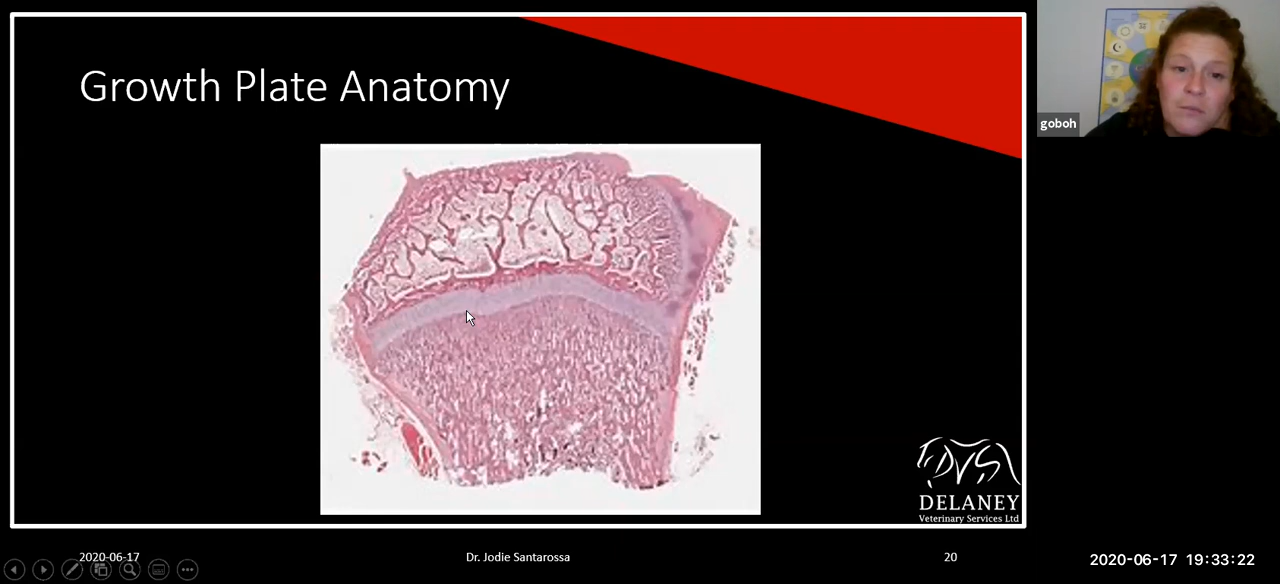 Growth Plate Anatomy
goboh
DVS
DELANEY
Veterinary Services Ltd
2020-06-17
Dr. Jodie Santarossa
20
2020-06-17 19:33:22